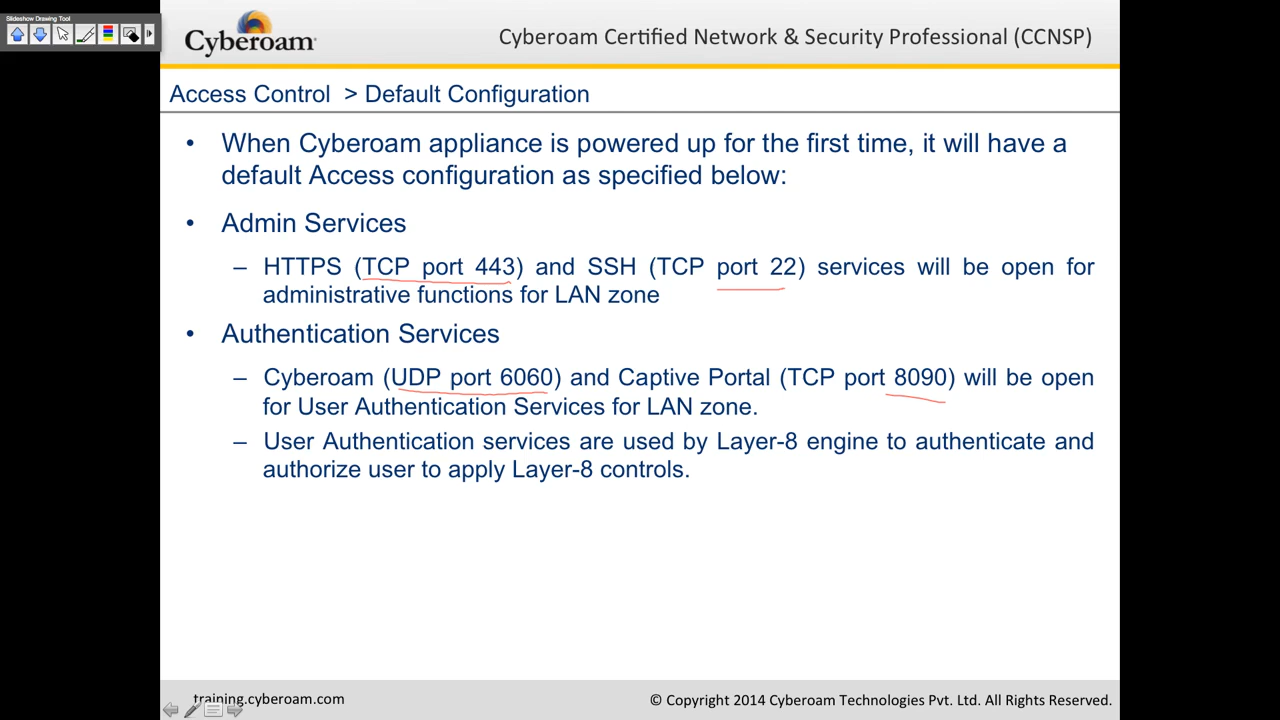 Slideshow Drawing Tool
Cyberoam
Cyberoam Certified Network & Security Professional (CCNSP)
Access Control > Default Configuration
• When Cyberoam appliance is powered up for the first time, it will have a
default Access configuration as specified below:
• Admin Services
– HTTPS (TCP port 443) and SSH (TCP port 22) services will be open for
administrative functions for LAN zone
• Authentication Services
– Cyberoam (UDP port 6060) and Captive Portal (TCP port 8090) will be open
for User Authentication Services for LAN zone.
– User Authentication services are used by Layer-8 engine to authenticate and
authorize user to apply Layer-8 controls.
training.cyberoam.com
© Copyright 2014 Cyberoam Technologies Pvt. Ltd. All Rights Reserved.